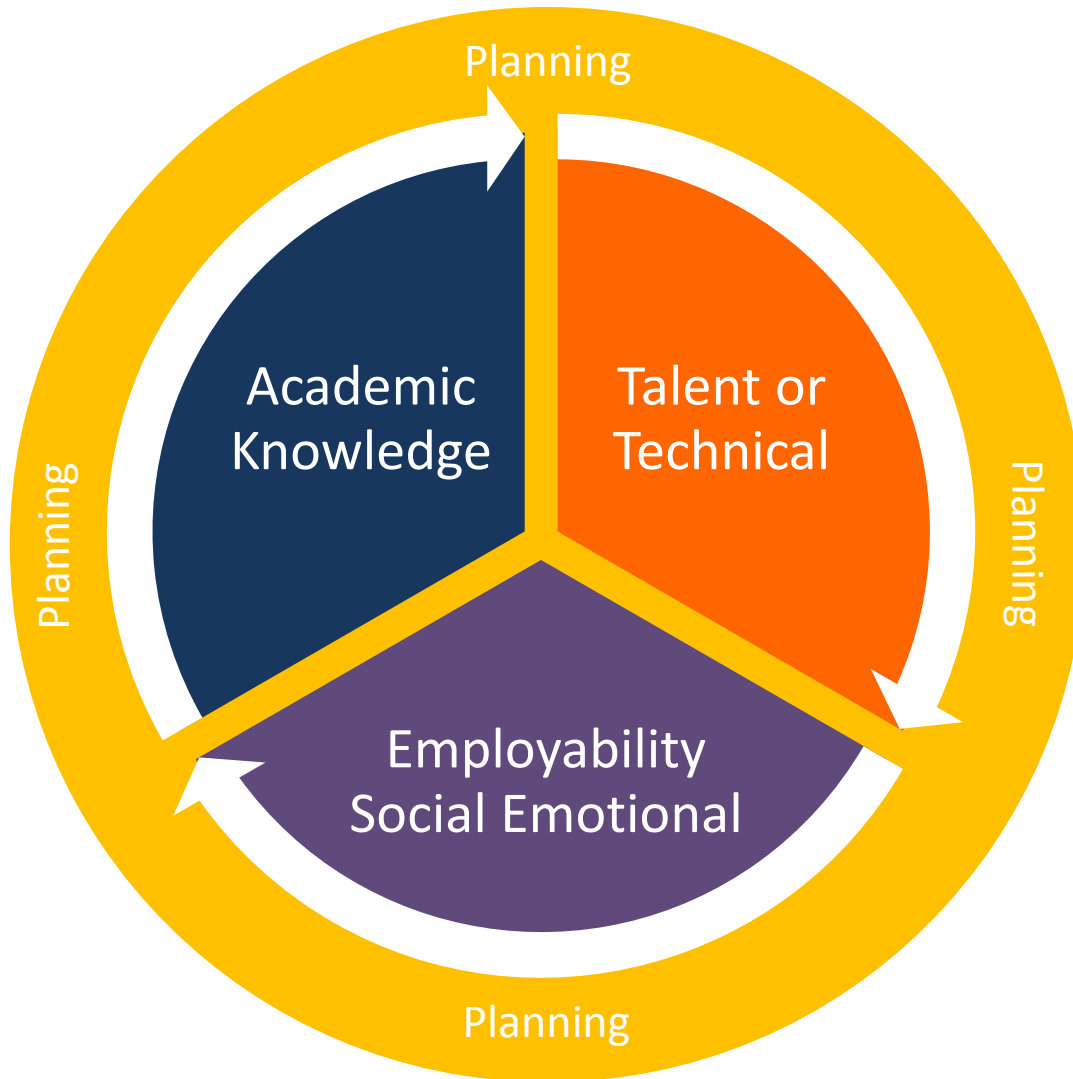 Planning
Academic
Knowledge
Talent or
Technical
Planning
Planning
Employability
Social Emotional
Planning